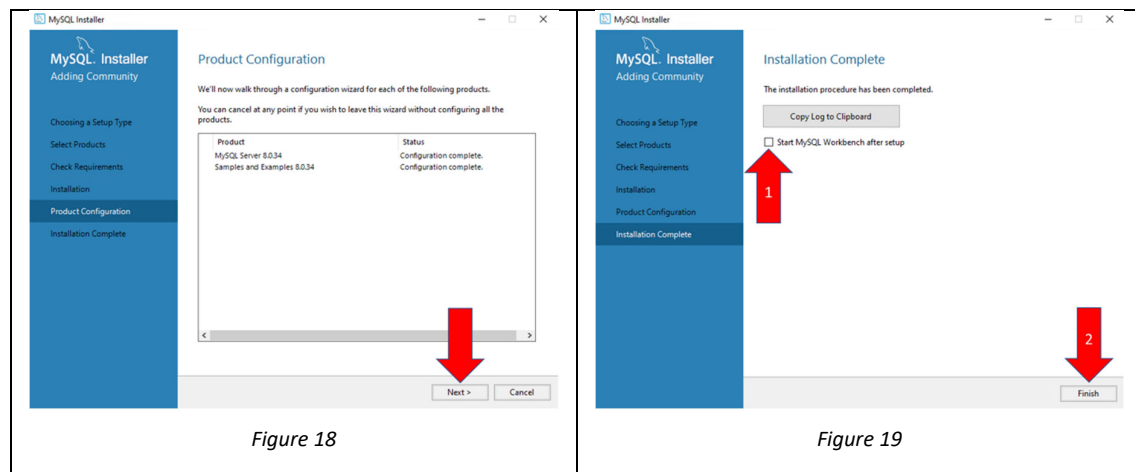 MySQL Installer
MySQL. Installer
Adding Community
Choosing a Setup Type
Select Products
Check Requirements
Installation
Product Configuration
Installation Complete
Product Configuration
We'll now walk through a configuration wizard for each of the following products.
You can cancel at any point if you wish to leave this wizard without configuring all the
products.
Product Status
MySQL Server 8.0.34 Configuration complete.
Samples and Examples 8.0.34 Configuration complete.
Next > Cancel
Figure 18
MySQL Installer
MySQL. Installer
Adding Community
Choosing a Setup Type
Select Products
Check Requirements
Installation
Product Configuration
Installation Complete
Installation Complete
The installation procedure has been completed.
Copy Log to Clipboard
Start MySQL Workbench after setup
1
2
Finish
Figure 19